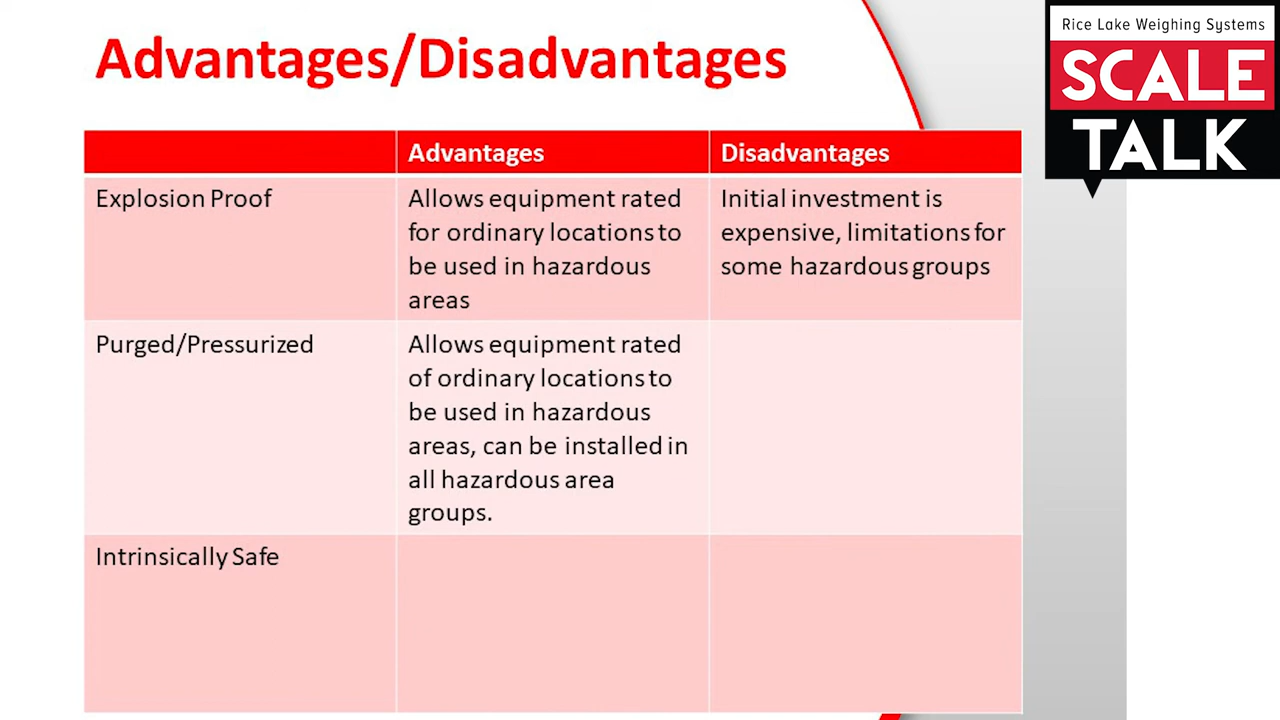 Advantages/Disadvantages
Rice Lake Weighing Systems
SCALE
TALK
Advantages
Disadvantages
Explosion Proof
Allows equipment rated
for ordinary locations to
be used in hazardous
areas
Initial investment is
expensive, limitations for
some hazardous groups
Purged/Pressurized
Allows equipment rated
of ordinary locations to
be used in hazardous
areas, can be installed in
all hazardous area
groups.
Intrinsically Safe